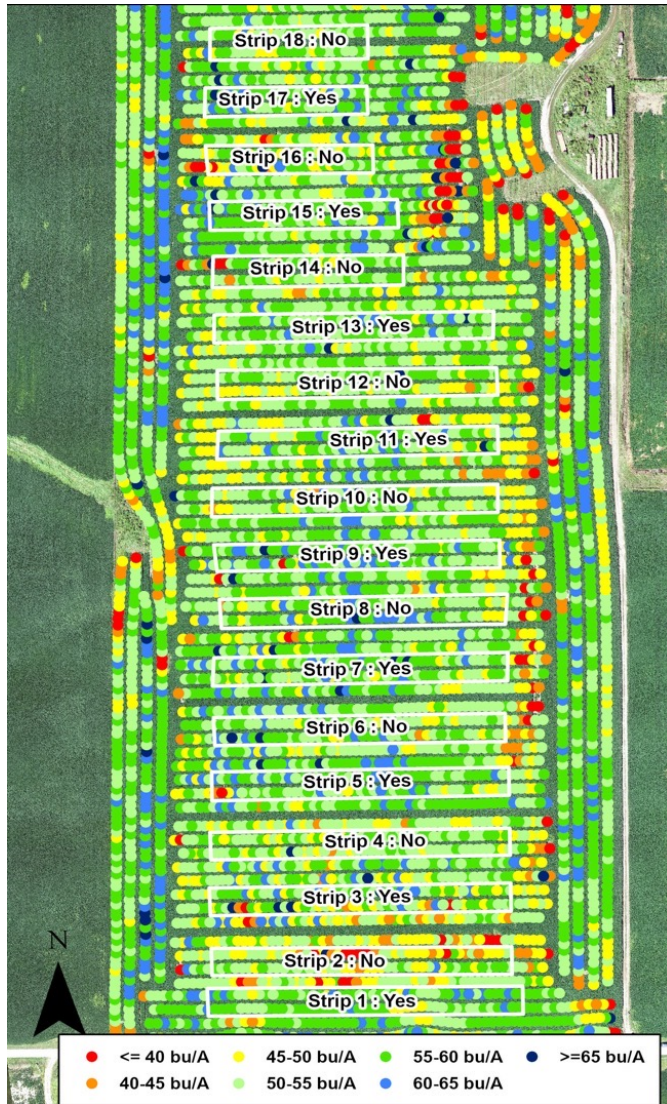 Strip 18 : No
Strip 17 : Yes
Strip 16 : No
Strip 15 : Yes
Strip 14 : No
Strip 13 : Yes
Strip 12 : No
Strip 11 : Yes
Strip 10 : No
Strip 9 : Yes
Strip 8 : No
Strip 7 : Yes
Strip 6 : No
Strip 5 : Yes
Strip 4 : No
Strip 3 : Yes
Strip 2 : No
Strip 1 : Yes
N
<= 40 bu/A 45-50 bu/A 55-60 bu/A >=65 bu/A
40-45 bu/A 50-55 bu/A 60-65 bu/A